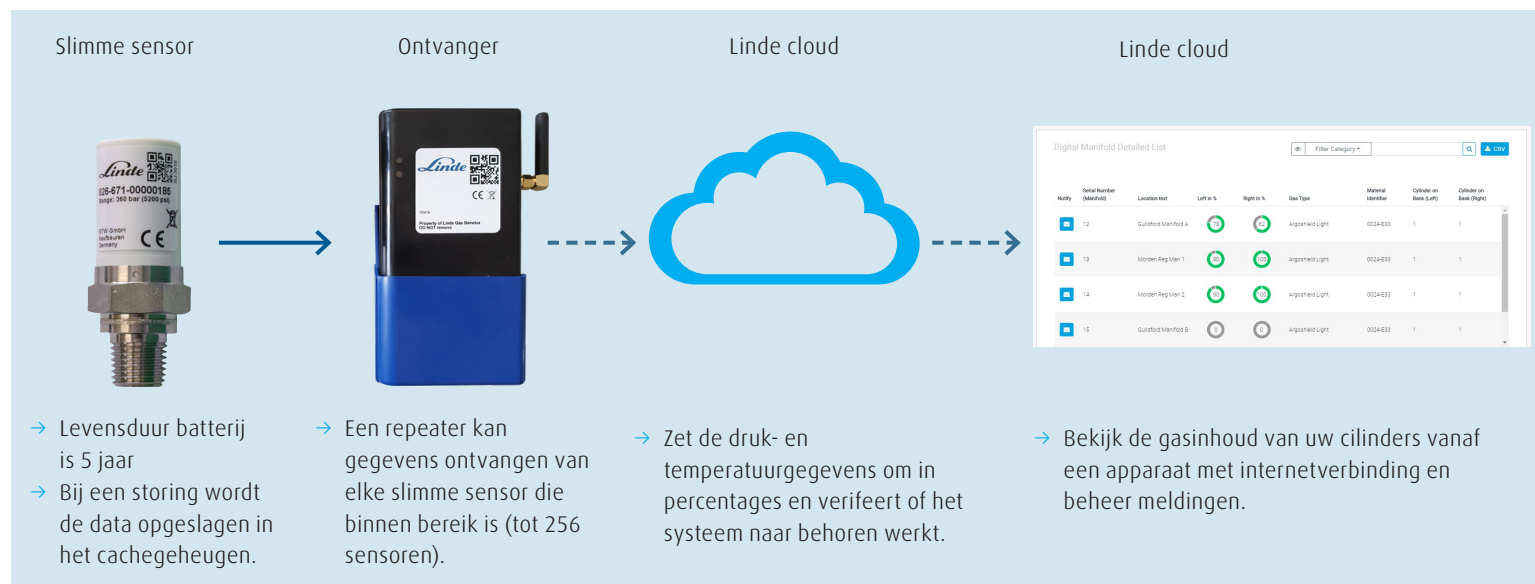 Slimme sensor
Ontvanger
Linde cloud
Linde cloud
Linde
826-671-00000185
Range: 360 bar (5200 psi)
STW GmbH
Kaufbeuren
Germany
CE
Linde
CE
Name
Property of Linde Gas Benelux
DO NOT remove
Digital Manifold Detailed List
Filter Category
CSV
Notify
Serial Number
(Manifold)
Location text
Left in %
Right in %
Gas Type
Material
Identifier
Cylinder on
Bank (Left)
Cylinder on
Bank (Right)
12 Guildford Manifold A 78 62 Argoshield Light 0024-E33 1 1
13 Morden Reg Man 1 90 100 Argoshield Light 0024-E33 1 1
14 Morden Reg Man 2 90 100 Argoshield Light 0024-E33 1 1
15 Guildford Manifold B 0 0 Argoshield Light 0024-E33 1 1
→ Levensduur batterij
is 5 jaar
→ Bij een storing wordt
de data opgeslagen in
het cachegeheugen.
→ Een repeater kan
gegevens ontvangen van
elke slimme sensor die
binnen bereik is (tot 256
sensoren).
→ Zet de druk- en
temperatuurgegevens om in
percentages en verifeert of het
systeem naar behoren werkt.
→ Bekijk de gasinhoud van uw cilinders vanaf
een apparaat met internetverbinding en
beheer meldingen.